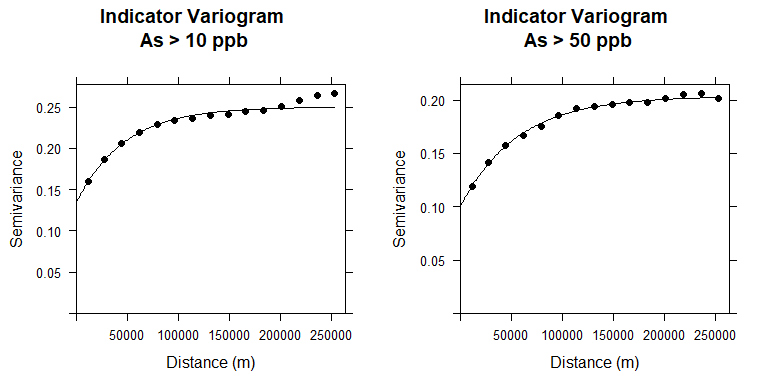 Indicator Variogram
As > 10 ppb
0.25
0.20
0.15
0.10
0.05
Semivariance
50000 100000 150000 200000 250000
Distance (m)
Indicator Variogram
As > 50 ppb
0.20
0.15
0.10
0.05
Semivariance
50000 100000 150000 200000 250000
Distance (m)